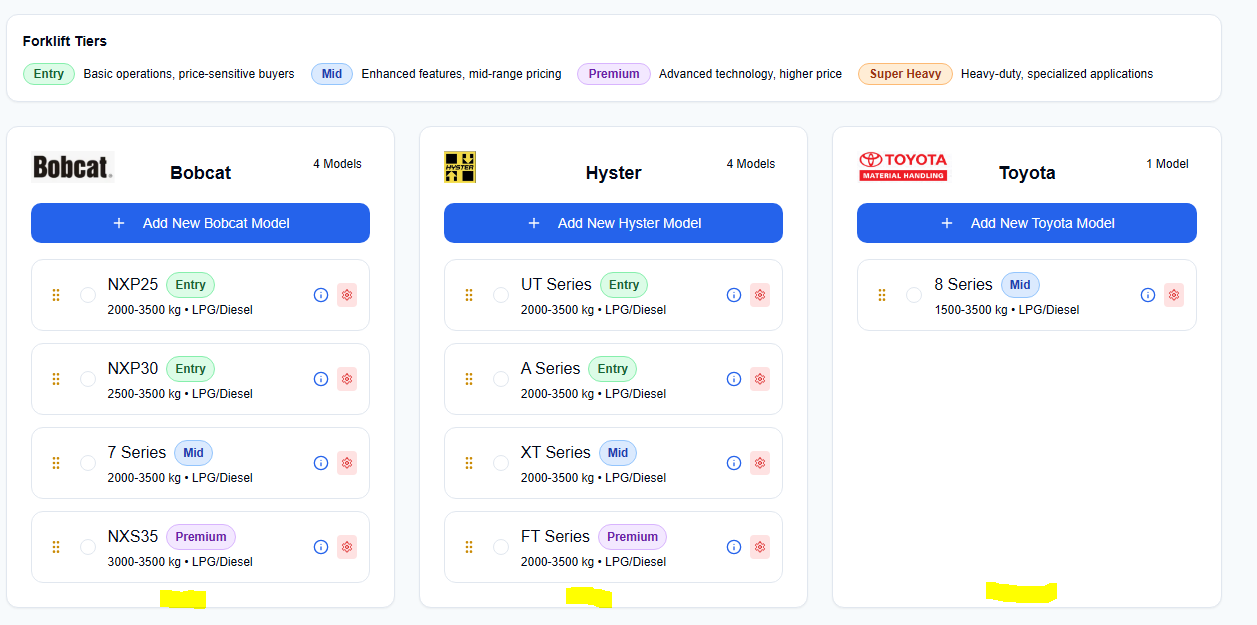 Forklift Tiers
Entry Basic operations, price-sensitive buyers Mid Enhanced features, mid-range pricing Premium Advanced technology, higher price Super Heavy Heavy-duty, specialized applications
Bobcat. Bobcat 4 Models
+ Add New Bobcat Model
NXP25 Entry
2000-3500 kg • LPG/Diesel
NXP30 Entry
2500-3500 kg • LPG/Diesel
7 Series Mid
2000-3500 kg • LPG/Diesel
NXS35 Premium
3000-3500 kg • LPG/Diesel
HYSTER Hyster 4 Models
+ Add New Hyster Model
UT Series Entry
2000-3500 kg • LPG/Diesel
A Series Entry
2000-3500 kg • LPG/Diesel
XT Series Mid
2000-3500 kg • LPG/Diesel
FT Series Premium
2000-3500 kg • LPG/Diesel
TOYOTA
MATERIAL HANDLING
Toyota 1 Model
+ Add New Toyota Model
8 Series Mid
1500-3500 kg • LPG/Diesel